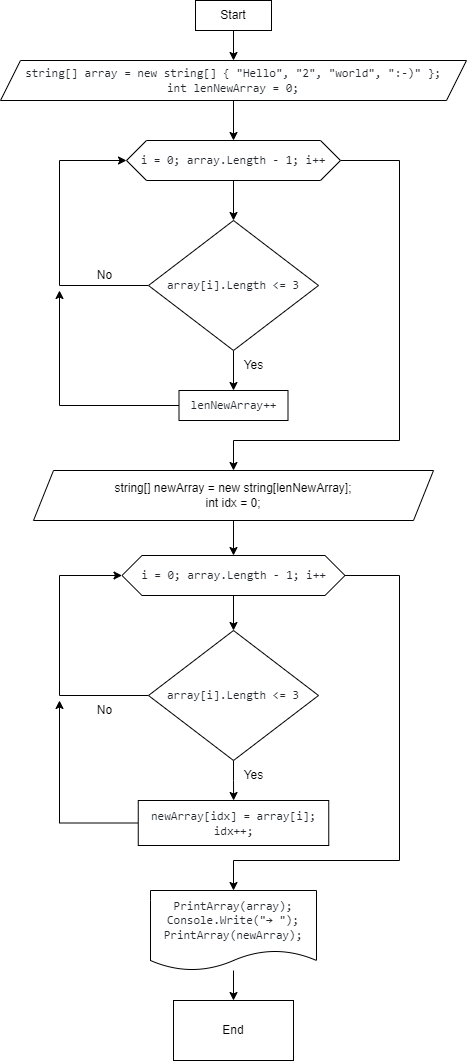 Start
string[] array = new string[] { "Hello", "2", "world", ":-)" };
int lenNewArray = 0;
i = 0; array.Length - 1; i++
No
array[i].Length <= 3
Yes
lenNewArray++
string[] newArray = new string[lenNewArray];
int idx = 0;
i = 0; array.Length - 1; i++
array[i].Length <= 3
No
Yes
newArray[idx] = array[i];
idx++;
PrintArray(array);
Console.Write("→ ");
PrintArray(newArray);
End